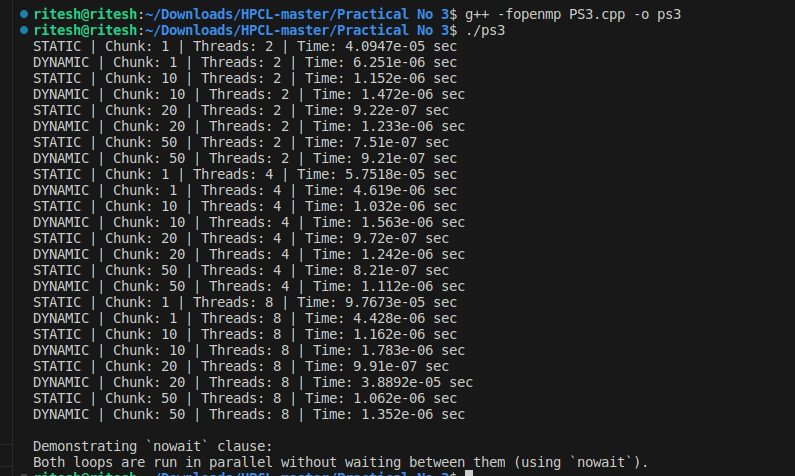 ritesh@ritesh:~/Downloads/HPCL-master/Practical No 3$ g++ -fopenmp PS3.cpp -o ps3
ritesh@ritesh:~/Downloads/HPCL-master/Practical No 3$ ./ps3
STATIC | Chunk: 1 | Threads: 2 | Time: 4.0947e-05 sec
DYNAMIC | Chunk: 1 | Threads: 2 | Time: 6.251e-06 sec
STATIC | Chunk: 10 | Threads: 2 | Time: 1.152e-06 sec
DYNAMIC | Chunk: 10 | Threads: 2 | Time: 1.472e-06 sec
STATIC | Chunk: 20 | Threads: 2 | Time: 9.22e-07 sec
DYNAMIC | Chunk: 20 | Threads: 2 | Time: 1.233e-06 sec
STATIC | Chunk: 50 | Threads: 2 | Time: 7.51e-07 sec
DYNAMIC | Chunk: 50 | Threads: 2 | Time: 9.21e-07 sec
STATIC | Chunk: 1 | Threads: 4 | Time: 5.7518e-05 sec
DYNAMIC | Chunk: 1 | Threads: 4 | Time: 4.619e-06 sec
STATIC | Chunk: 10 | Threads: 4 | Time: 1.032e-06 sec
DYNAMIC | Chunk: 10 | Threads: 4 | Time: 1.563e-06 sec
STATIC | Chunk: 20 | Threads: 4 | Time: 9.72e-07 sec
DYNAMIC | Chunk: 20 | Threads: 4 | Time: 1.242e-06 sec
STATIC | Chunk: 50 | Threads: 4 | Time: 8.21e-07 sec
DYNAMIC | Chunk: 50 | Threads: 4 | Time: 1.112e-06 sec
STATIC | Chunk: 1 | Threads: 8 | Time: 9.7673e-05 sec
DYNAMIC | Chunk: 1 | Threads: 8 | Time: 4.428e-06 sec
STATIC | Chunk: 10 | Threads: 8 | Time: 1.162e-06 sec
DYNAMIC | Chunk: 10 | Threads: 8 | Time: 1.783e-06 sec
STATIC | Chunk: 20 | Threads: 8 | Time: 9.91e-07 sec
DYNAMIC | Chunk: 20 | Threads: 8 | Time: 3.8892e-05 sec
STATIC | Chunk: 50 | Threads: 8 | Time: 1.062e-06 sec
DYNAMIC | Chunk: 50 | Threads: 8 | Time: 1.352e-06 sec
Demonstrating `nowait` clause:
Both loops are run in parallel without waiting between them (using `nowait`).
ritesh@ritesh:~/Downloads/HPCL-master/Practical No 3$